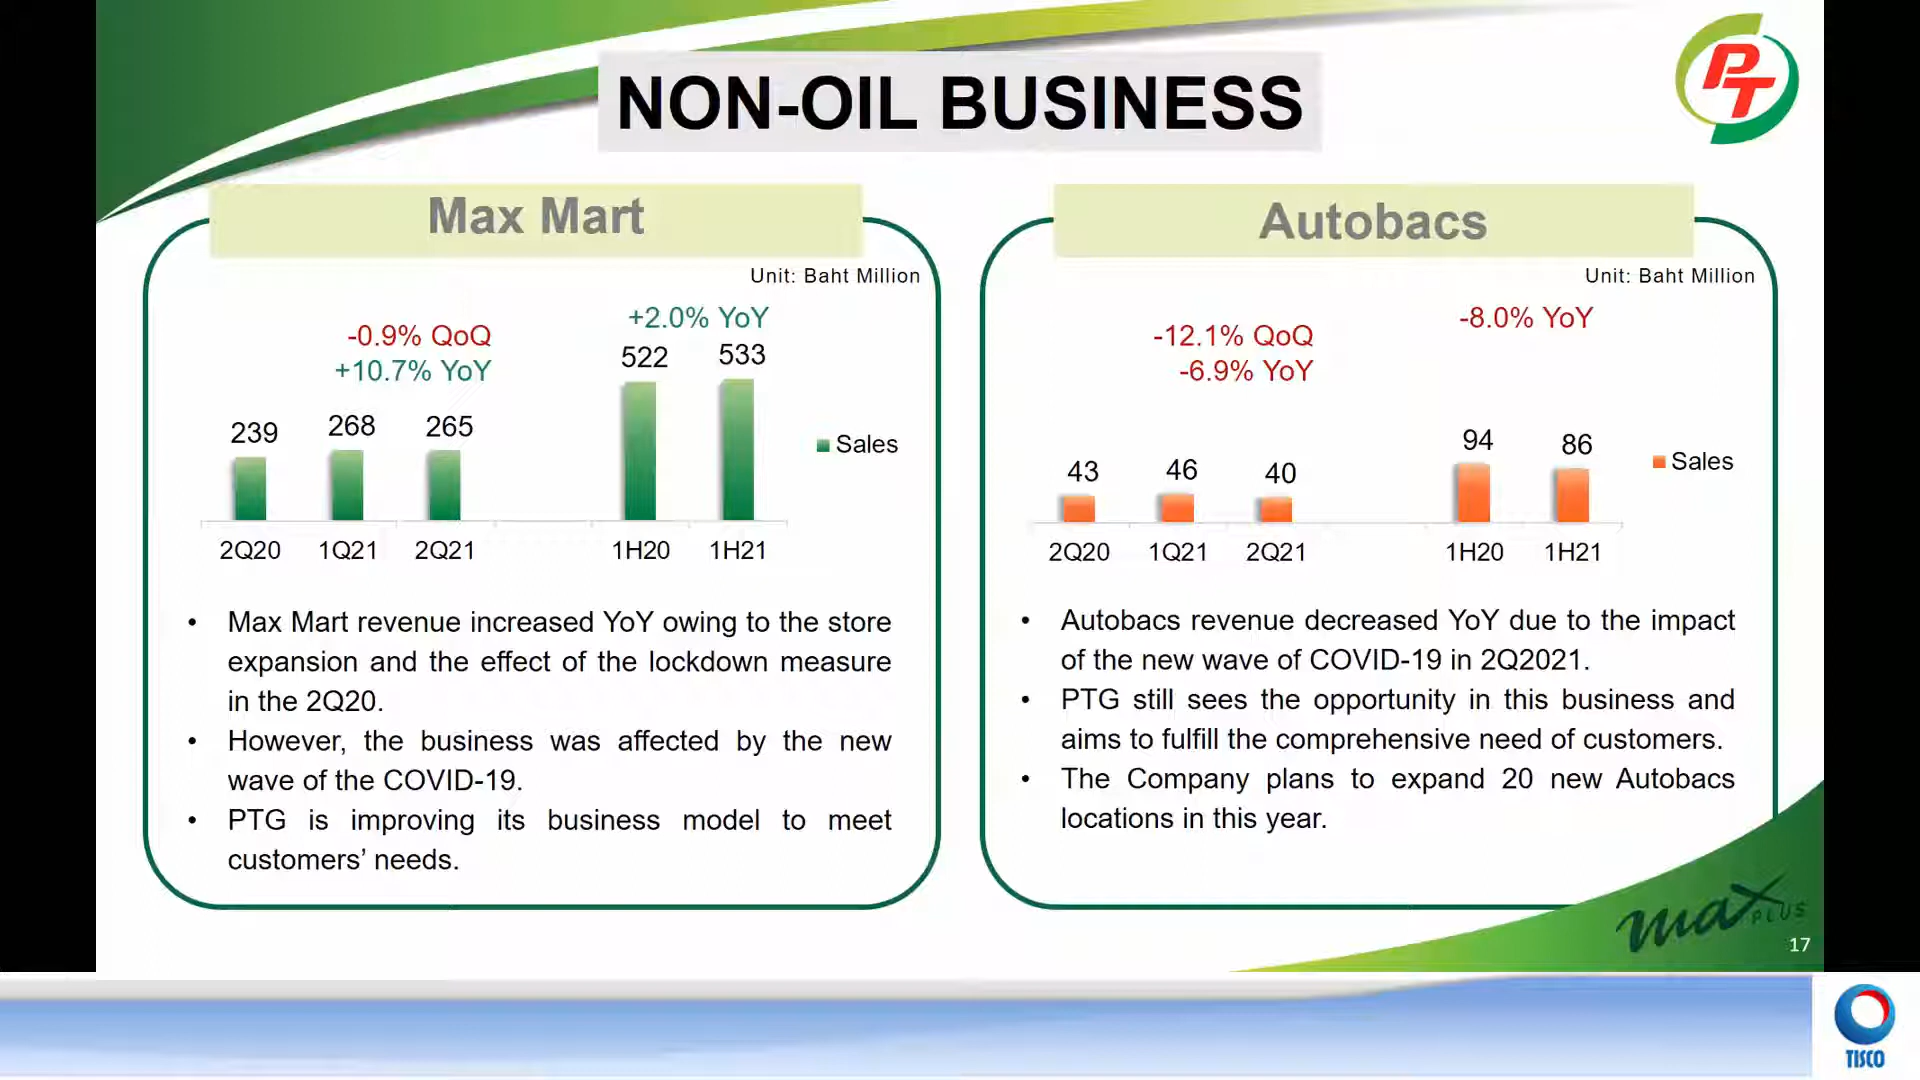 NON-OIL BUSINESS
PT
Max Mart
Unit: Baht Million
-0.9% QoQ
+10.7% YoY
+2.0% YoY
239
268
265
522
533
Sales
2Q20
1Q21
2Q21
1H20
1H21
• Max Mart revenue increased YoY owing to the store
expansion and the effect of the lockdown measure
in the 2Q20.
• However, the business was affected by the new
wave of the COVID-19.
• PTG is improving its business model to meet
customers’ needs.
Autobacs
Unit: Baht Million
-12.1% QoQ
-6.9% YoY
-8.0% YoY
43
46
40
94
86
Sales
2Q20
1Q21
2Q21
1H20
1H21
• Autobacs revenue decreased YoY due to the impact
of the new wave of COVID-19 in 2Q2021.
• PTG still sees the opportunity in this business and
aims to fulfill the comprehensive need of customers.
• The Company plans to expand 20 new Autobacs
locations in this year.
max PLUS
17
TISCO